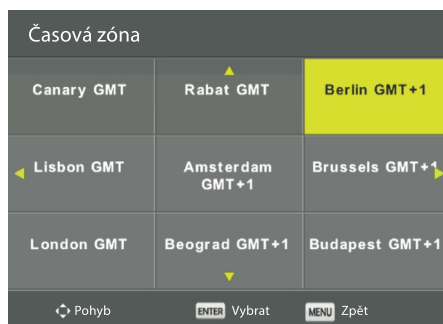 Časová zóna
Canary GMT
Rabat GMT
Berlin GMT+1
Lisbon GMT
Amsterdam
GMT+1
Brussels GMT+1
London GMT
Beograd GMT+1
Budapest GMT+1
Pohyb
ENTER Vybrat
MENU Zpět